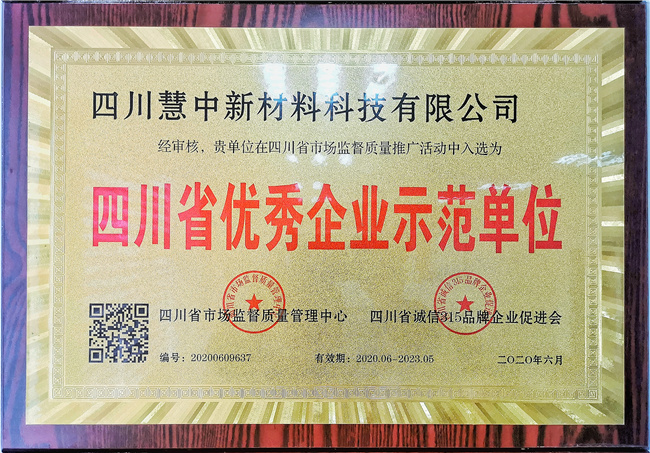 四川慧中新材料科技有限公司
经审核，贵单位在四川省市场监督质量推广活动中入选为
四川省优秀企业示范单位
四川省市场监督质量管理中心 四川省诚信315品牌企业促进会
编号：20200609637 有效期：2020.06-2023.05 二〇二〇年六月